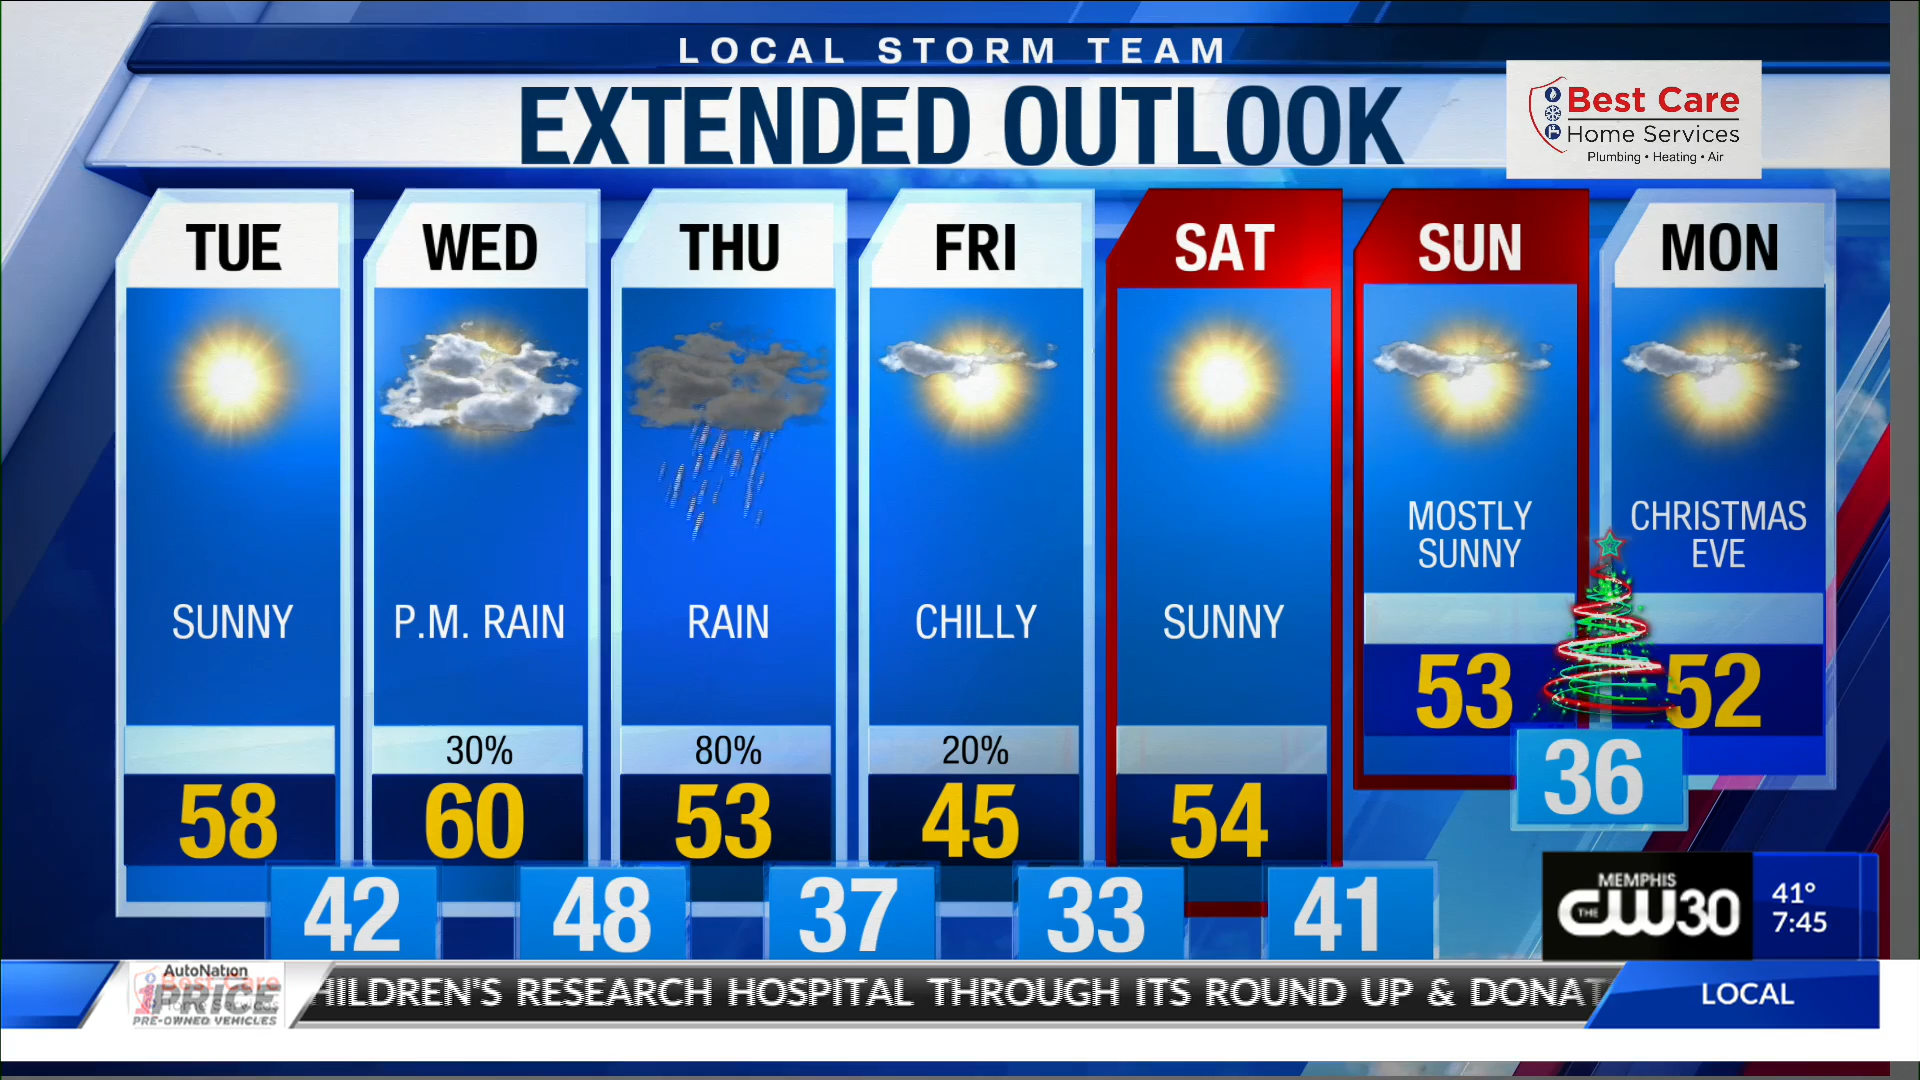 LOCAL STORM TEAM
EXTENDED OUTLOOK
Best Care
Home Services
Plumbing • Heating • Air
TUE WED THU FRI SAT SUN MON
MOSTLY SUNNY
CHRISTMAS EVE
SUNNY P.M. RAIN RAIN CHILLY SUNNY
53 52
30% 80% 20%
36
58 60 53 45 54
42 48 37 33 41
MEMPHIS
THE CW30
41°
7:45
AutoNation
1PRICE
PRE-OWNED VEHICLES
HILDREN'S RESEARCH HOSPITAL THROUGH ITS ROUND UP & DONAT
LOCAL